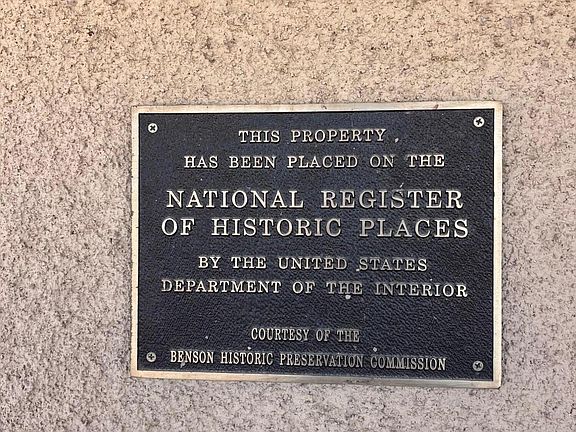 THIS PROPERTY
HAS BEEN PLACED ON THE
NATIONAL REGISTER
OF HISTORIC PLACES
BY THE UNITED STATES
DEPARTMENT OF THE INTERIOR
COURTESY OF THE
BENSON HISTORIC PRESERVATION COMMISSION